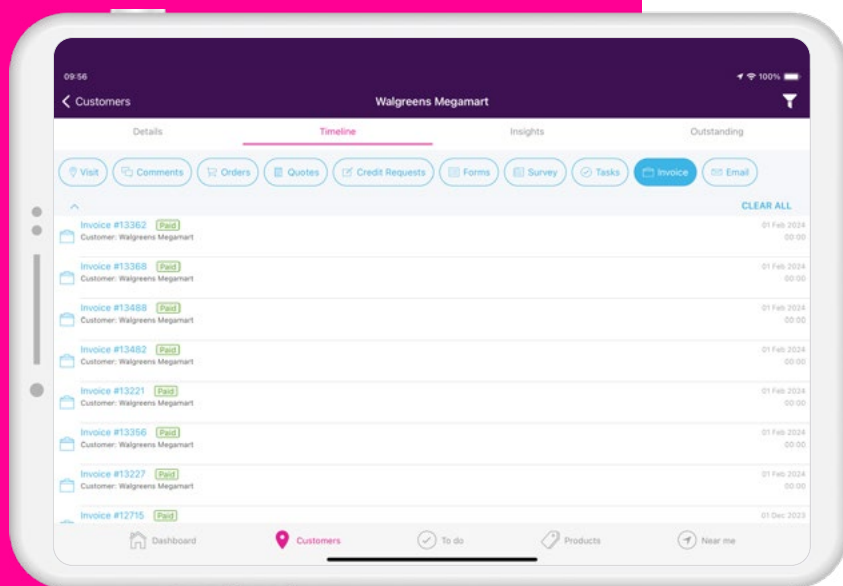 09:56
100%
Customers
Walgreens Megamart
Details Timeline Insights Outstanding
Visit Comments Orders Quotes Credit Requests Forms Survey Tasks Invoice Email
CLEAR ALL
Invoice #13362 Paid 01 Feb 2024
Customer: Walgreens Megamart 00:00
Invoice #13368 Paid 01 Feb 2024
Customer: Walgreens Megamart 00:00
Invoice #13488 Paid 01 Feb 2024
Customer: Walgreens Megamart 00:00
Invoice #13482 Paid 01 Feb 2024
Customer: Walgreens Megamart 00:00
Invoice #13221 Paid 01 Feb 2024
Customer: Walgreens Megamart 00:00
Invoice #13356 Paid 01 Feb 2024
Customer: Walgreens Megamart 00:00
Invoice #13227 Paid 01 Feb 2024
Customer: Walgreens Megamart 00:00
Invoice #12715 Paid 01 Dec 2023
Dashboard Customers To do Products Near me